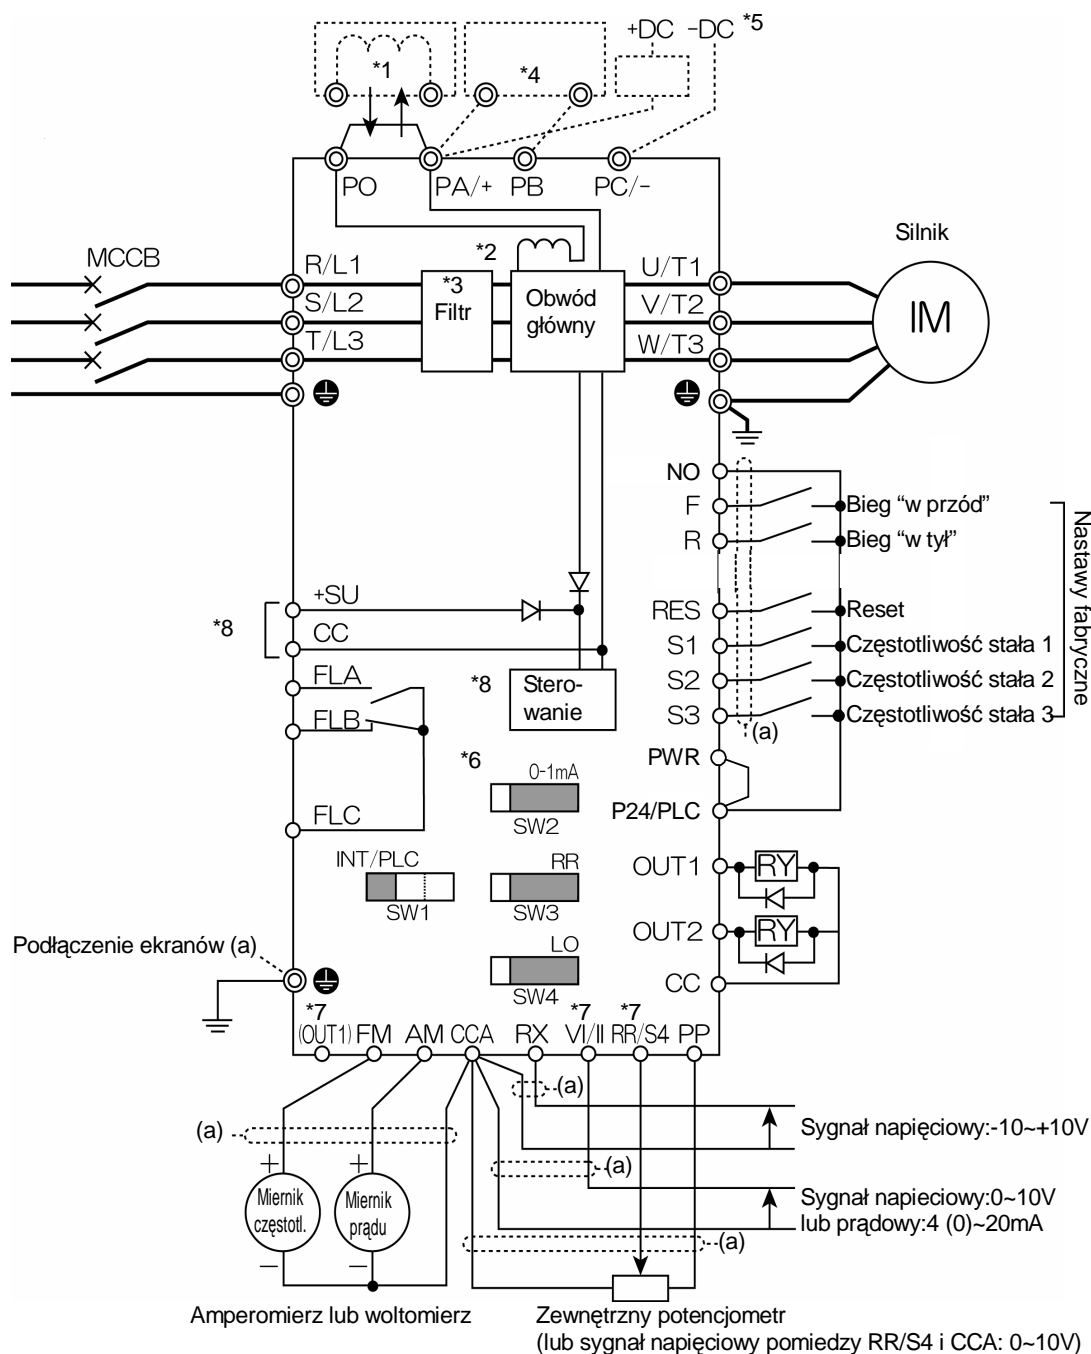 +DC -DC *5
*1
*4
PO PA/+ PB PC/-
Silnik
MCCB
R/L1
*2
U/T1
*3
Filtr
Obwód
główny
S/L2
V/T2
IM
T/L3
W/T3
NO
F
Bieg “w przód”
R
Bieg “w tył”
Nastawy fabryczne
+SU
RES
Reset
*8
CC
S1
Częstotliwość stała 1
FLA
*8
Stero-
wanie
S2
Częstotliwość stała 2
FLB
S3
Częstotliwość stała 3
(a)
*6
PWR
0-1mA
SW2
P24/PLC
FLC
INT/PLC
SW1
RR
SW3
OUT1
RY
LO
SW4
OUT2
RY
CC
Podłączenie ekranów (a)
*7 *7 *7
(OUT1) FM AM CCA RX VI/II RR/S4 PP
(a)
Sygnał napięciowy:-10~+10V
(a)
(a)
+ +
Miernik
częstotl.
Miernik
prądu
Sygnał napieciowy:0~10V
lub prądowy:4 (0)~20mA
(a)
− −
Amperomierz lub woltomierz
Zewnętrzny potencjometr
(lub sygnał napięciowy pomiedzy RR/S4 i CCA: 0~10V)